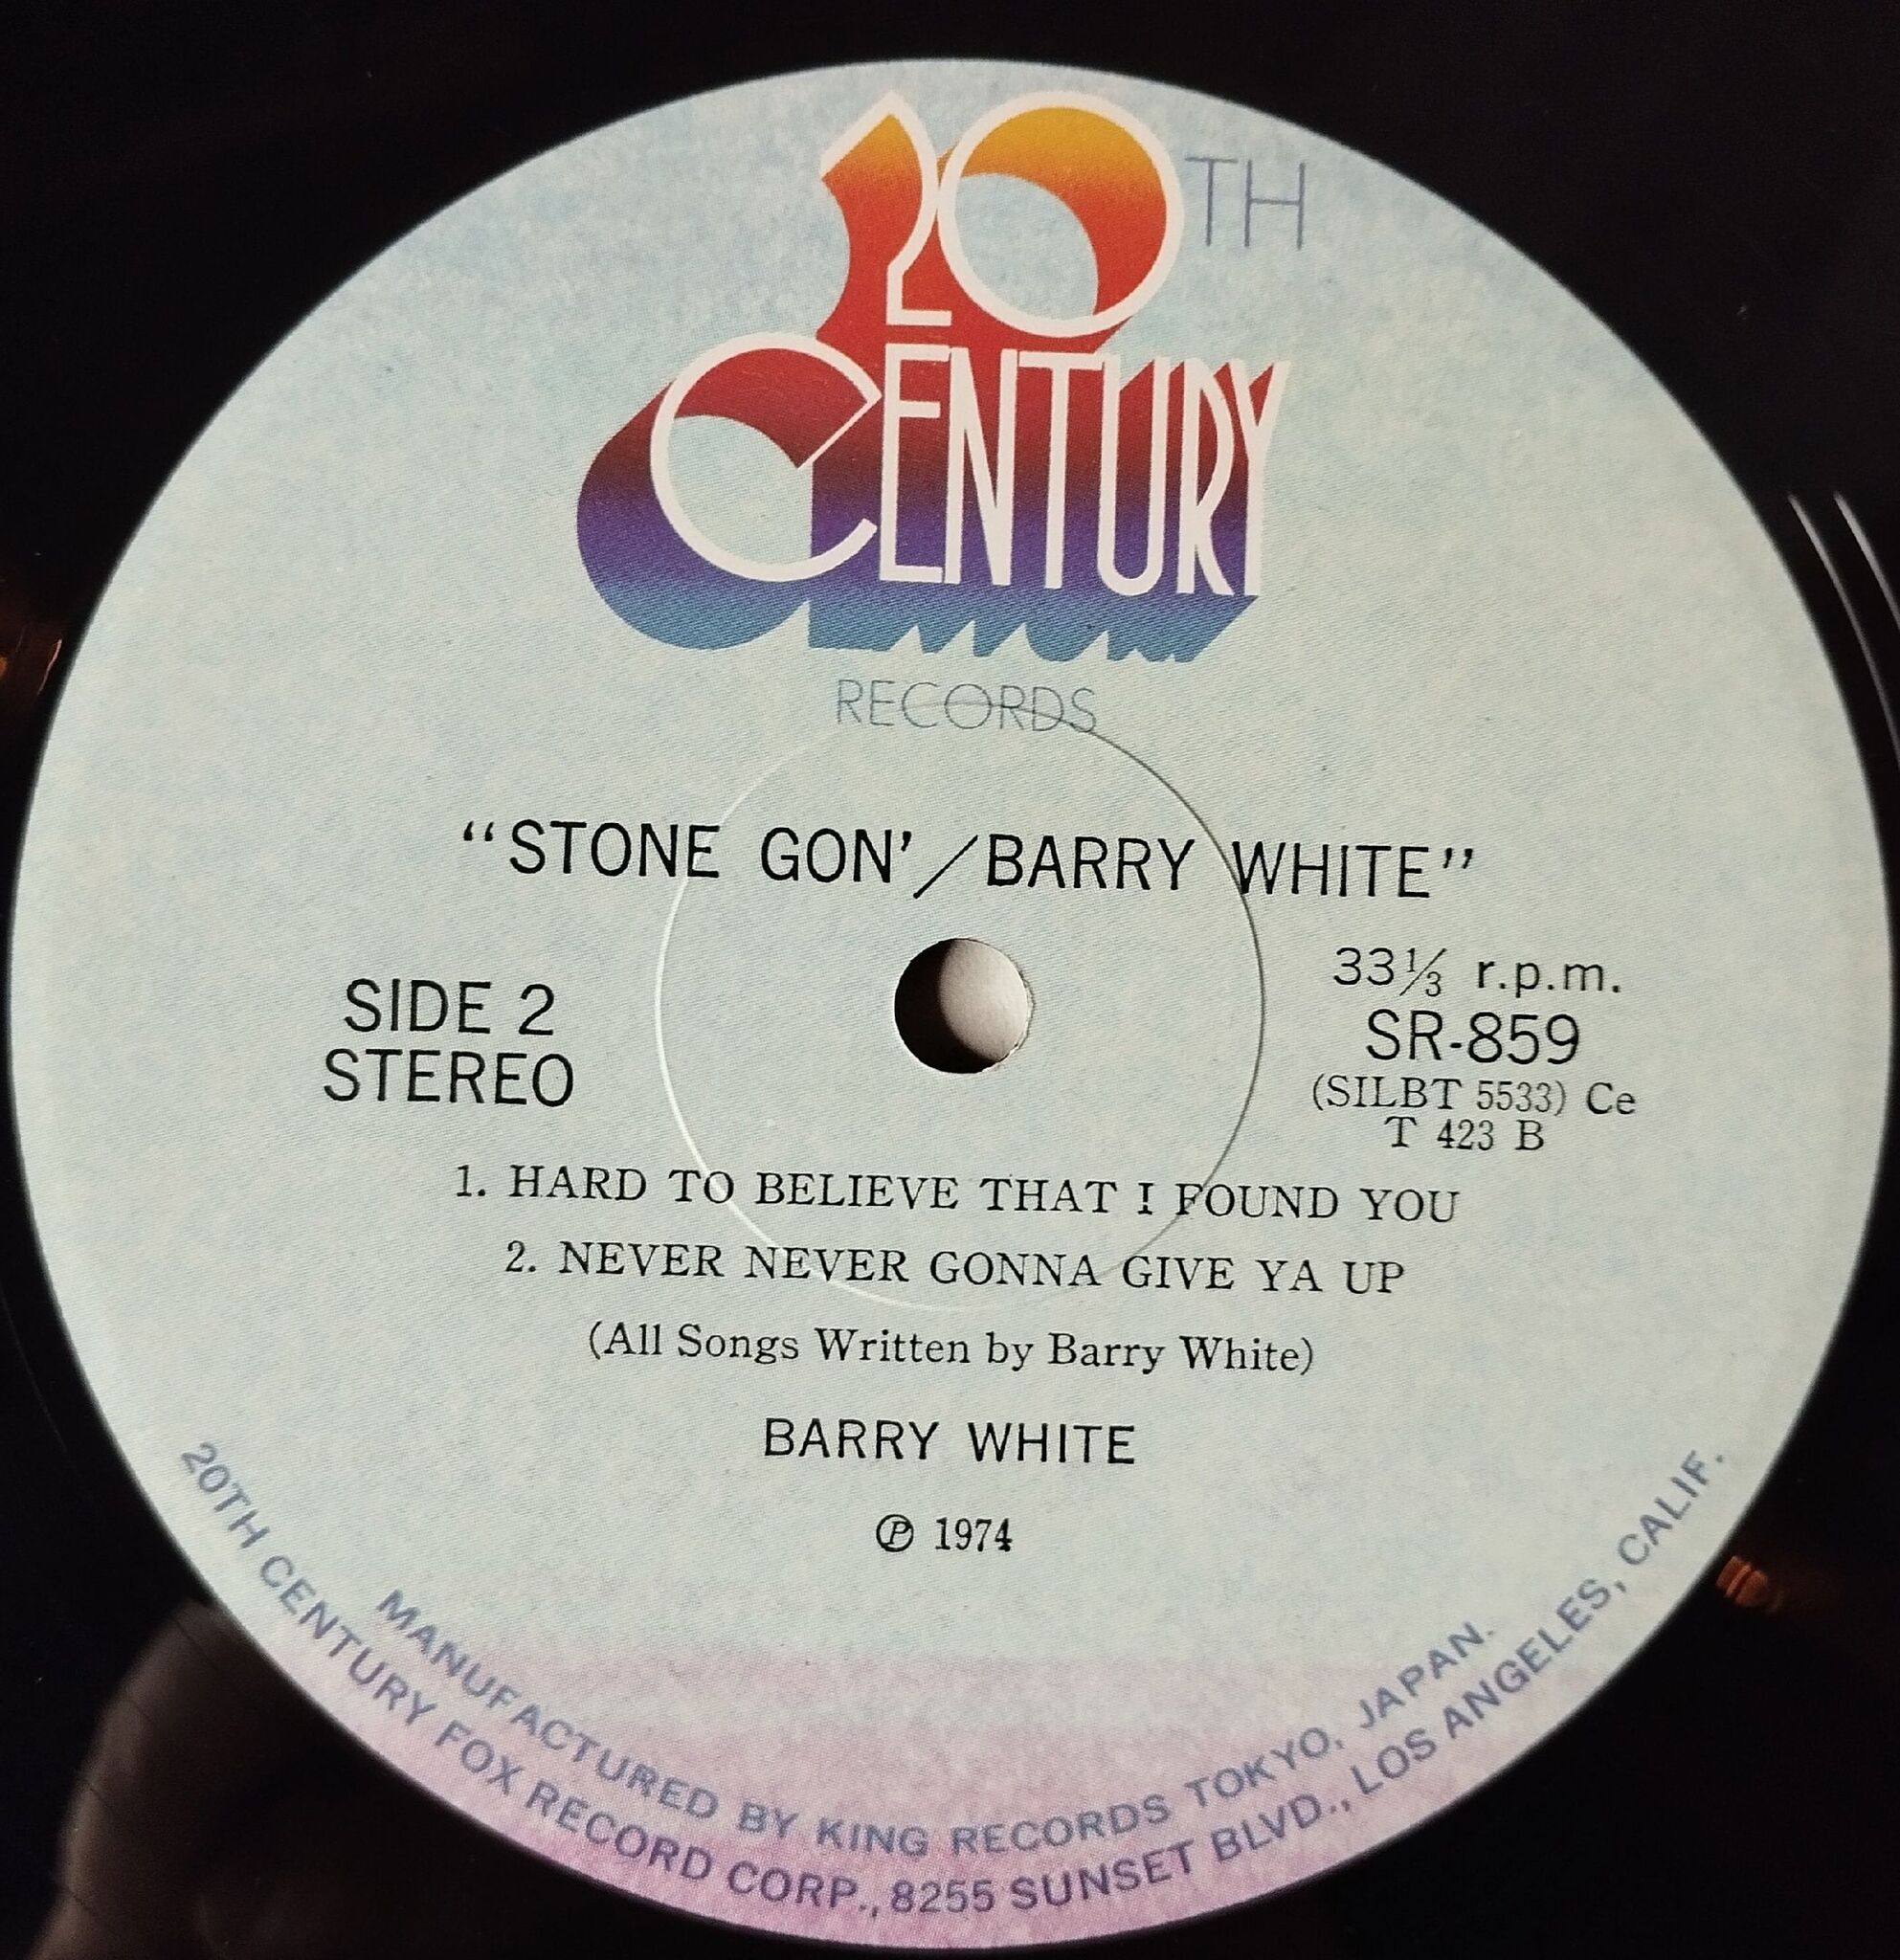 20TH
CENTURY
RECORDS
“STONE GON’/BARRY WHITE”
SIDE 2
STEREO
33⅓ r.p.m.
SR-859
(SILBT 5533) Ce
T 423 B
1. HARD TO BELIEVE THAT I FOUND YOU
2. NEVER NEVER GONNA GIVE YA UP
(All Songs Written by Barry White)
BARRY WHITE
℗ 1974
MANUFACTURED BY KING RECORDS TOKYO, JAPAN.
20TH CENTURY FOX RECORD CORP., 8255 SUNSET BLVD., LOS ANGELES, CALIF.